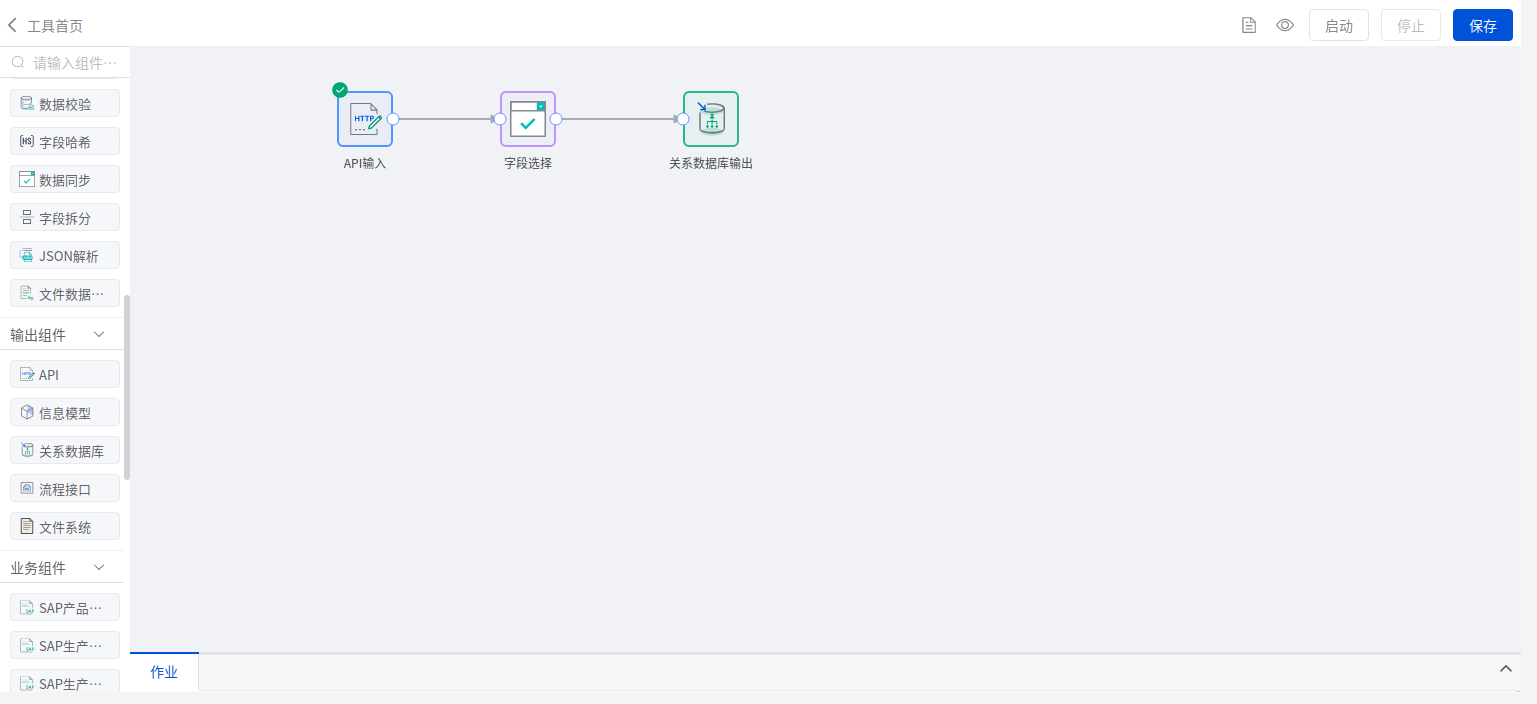 工具首页
启动
停止
保存
请输入组件···
数据校验
字段哈希
数据同步
字段拆分
JSON解析
文件数据···
输出组件
API
信息模型
关系数据库
流程接口
文件系统
业务组件
SAP产品···
SAP生产···
SAP生产···
HTTP
API输入
字段选择
关系数据库输出
作业